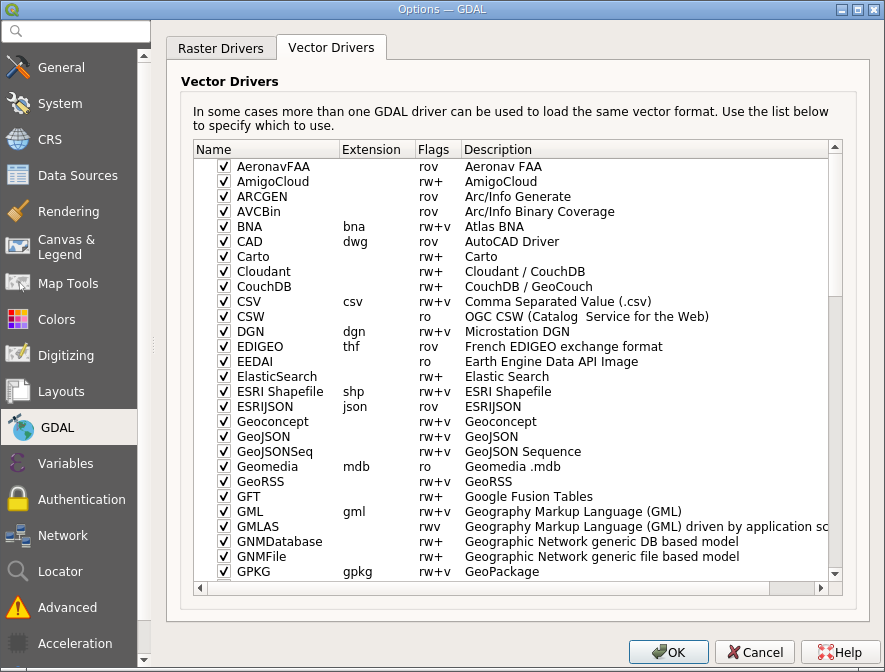 Options — GDAL
General
System
CRS
Data Sources
Rendering
Canvas &
Legend
Map Tools
Colors
Digitizing
Layouts
GDAL
Variables
Authentication
Network
Locator
Advanced
Acceleration
Raster Drivers Vector Drivers
Vector Drivers
In some cases more than one GDAL driver can be used to load the same vector format. Use the list below
to specify which to use.
Name Extension Flags Description
AeronavFAA rov Aeronav FAA
AmigoCloud rw+ AmigoCloud
ARCGEN rov Arc/Info Generate
AVCBin rov Arc/Info Binary Coverage
BNA bna rw+v Atlas BNA
CAD dwg rov AutoCAD Driver
Carto rw+ Carto
Cloudant rw+ Cloudant / CouchDB
CouchDB rw+ CouchDB / GeoCouch
CSV csv rw+v Comma Separated Value (.csv)
CSW ro OGC CSW (Catalog  Service for the Web)
DGN dgn rw+v Microstation DGN
EDIGEO thf rov French EDIGEO exchange format
EEDAI ro Earth Engine Data API Image
ElasticSearch rw+ Elastic Search
ESRI Shapefile shp rw+v ESRI Shapefile
ESRIJSON json rov ESRIJSON
Geoconcept rw+v Geoconcept
GeoJSON rw+v GeoJSON
GeoJSONSeq rw+v GeoJSON Sequence
Geomedia mdb ro Geomedia .mdb
GeoRSS rw+v GeoRSS
GFT rw+ Google Fusion Tables
GML gml rw+v Geography Markup Language (GML)
GMLAS rwv Geography Markup Language (GML) driven by application sc
GNMDatabase rw+ Geographic Network generic DB based model
GNMFile rw+ Geographic Network generic file based model
GPKG gpkg rw+v GeoPackage
OK Cancel Help